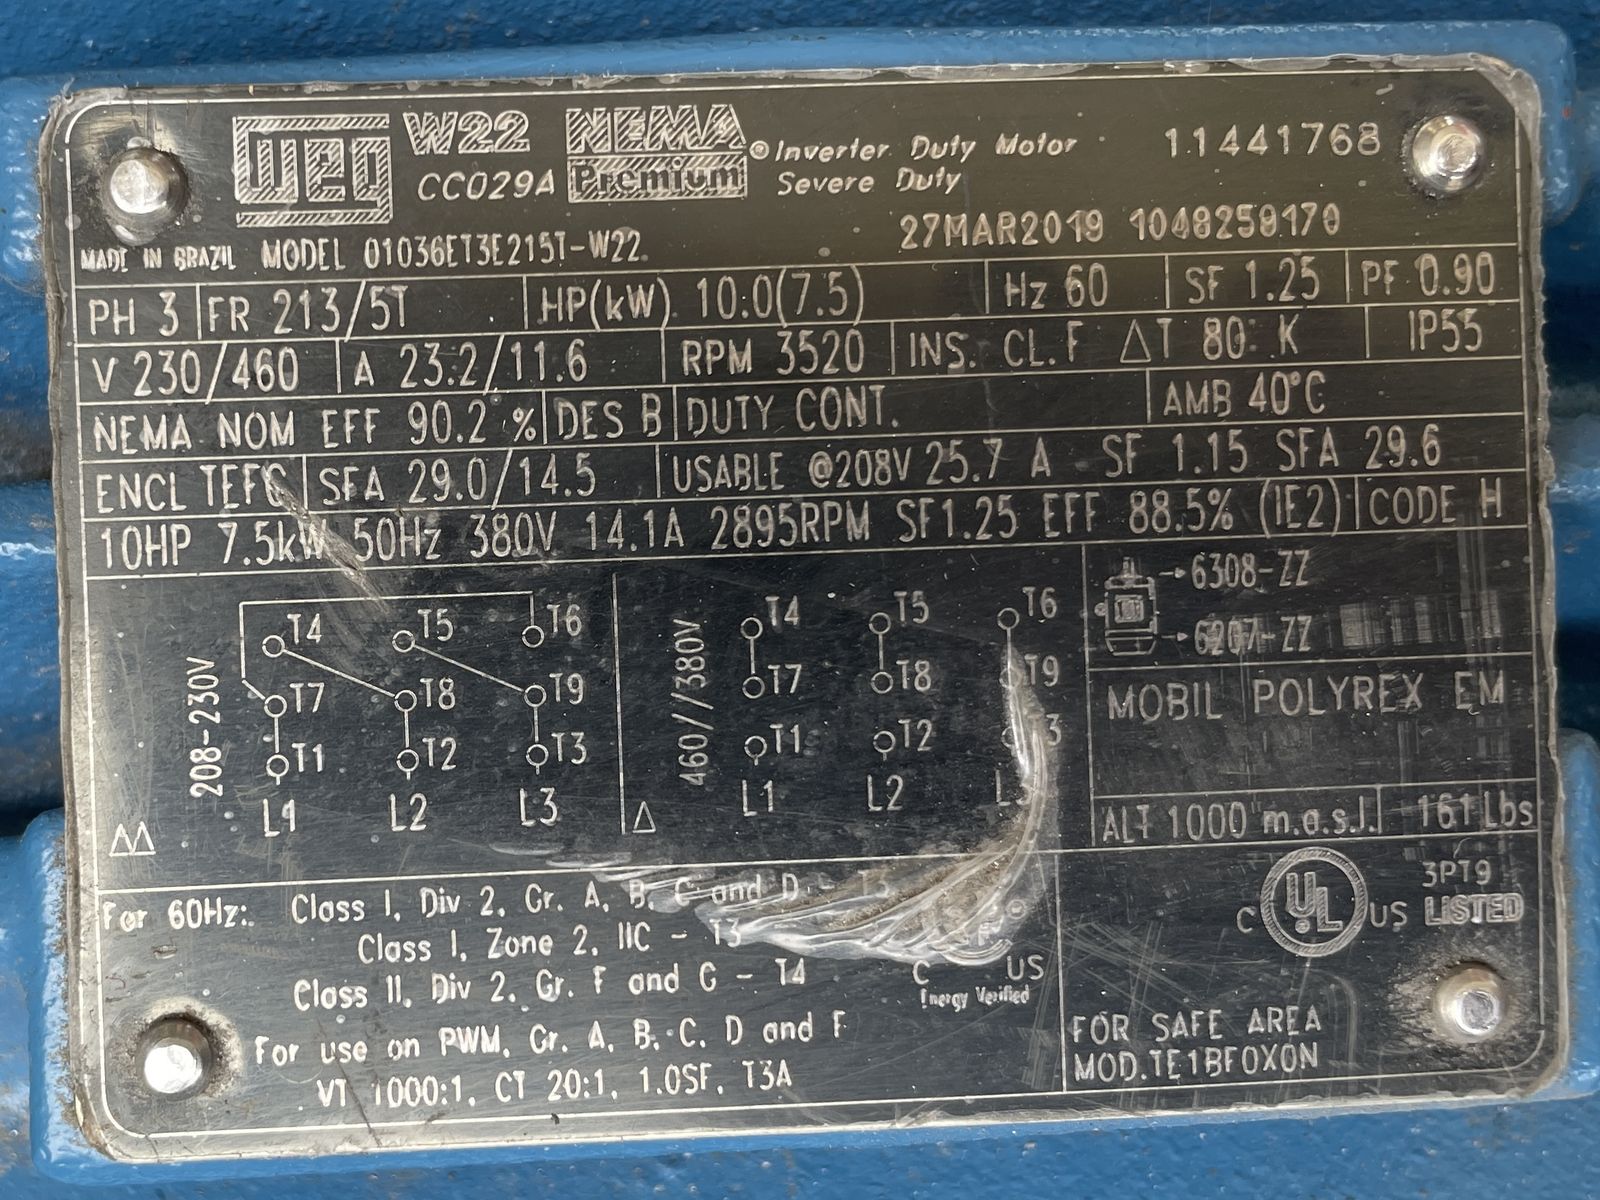 weg W22 NEMA ® Inverter Duty Motor 11441768
CC029A Premium Severe Duty
MADE IN BRAZIL MODEL 01036ET3E215T-W22 27MAR2019 1048259170
PH 3 FR 213/5T HP(kW) 10.0(7.5) Hz 60 SF 1.25 PF 0.90
V 230/460 A 23.2/11.6 RPM 3520 INS. CL. F ΔT 80 K IP55
NEMA NOM EFF 90.2 % DES B DUTY CONT. AMB 40°C
ENCL TEFC SFA 29.0/14.5 USABLE @208V 25.7 A SF 1.15 SFA 29.6
10HP 7.5kW 50Hz 380V 14.1A 2895RPM SF1.25 EFF 88.5% (IE2) CODE H
208-230V
T4 T5 T6
T7 T8 T9
T1 T2 T3
L1 L2 L3
ΔΔ
460//380V
T4 T5 T6
T7 T8 T9
T1 T2 3
L1 L2
Δ
6308-ZZ
6207-ZZ
MOBIL POLYREX EM
ALT 1000 m.a.s.l. 161 Lbs
For 60Hz: Class I, Div 2, Gr. A, B, C and D -
Class I, Zone 2, IIC - T3
Class II, Div 2, Gr. F and G - T4
For use on PWM, Gr. A, B, C, D and F
VT 1000:1, CT 20:1, 1.0SF, T3A
C US
Energy Verified
C UL US 3PT9
LISTED
FOR SAFE AREA
MOD.TE1BF0X0N